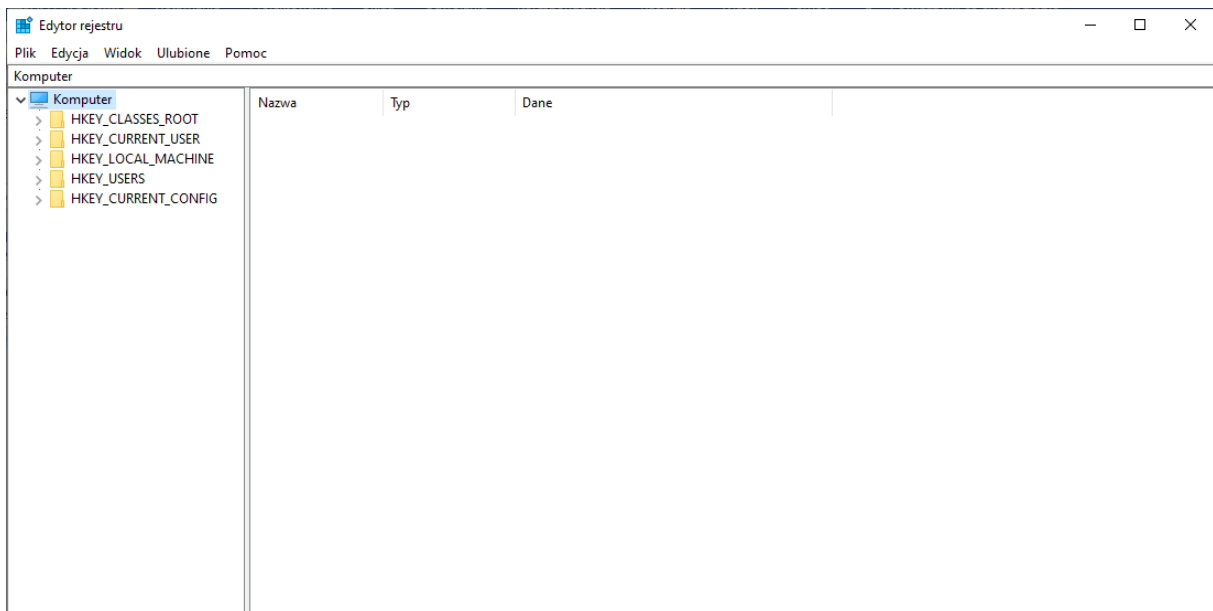 Edytor rejestru
Plik Edycja Widok Ulubione Pomoc
Komputer
Komputer
HKEY_CLASSES_ROOT
HKEY_CURRENT_USER
HKEY_LOCAL_MACHINE
HKEY_USERS
HKEY_CURRENT_CONFIG
Nazwa Typ Dane